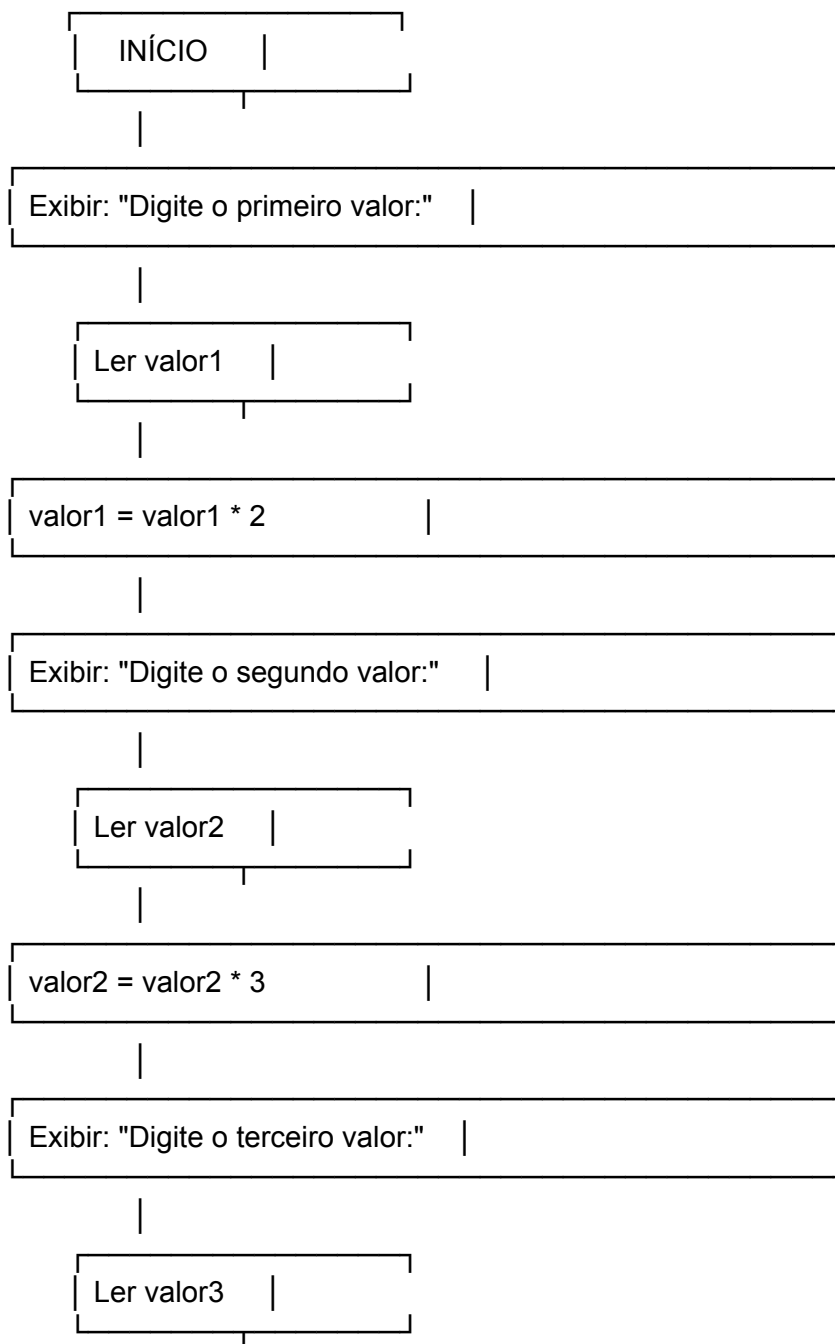 INÍCIO
Exibir: "Digite o primeiro valor:"
Ler valor1
valor1 = valor1 * 2
Exibir: "Digite o segundo valor:"
Ler valor2
valor2 = valor2 * 3
Exibir: "Digite o terceiro valor:"
Ler valor3